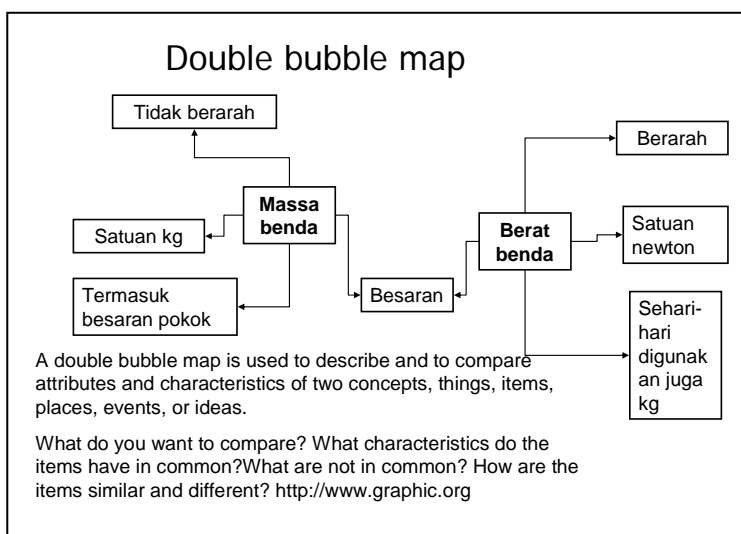 Double bubble map
Tidak berarah
Berarah
Massa
benda
Berat
benda
Satuan kg
Satuan
newton
Termasuk
besaran pokok
Besaran
Sehari-
hari
digunak
an juga
kg
A double bubble map is used to describe and to compare
attributes and characteristics of two concepts, things, items,
places, events, or ideas.
What do you want to compare? What characteristics do the
items have in common?What are not in common? How are the
items similar and different? http://www.graphic.org